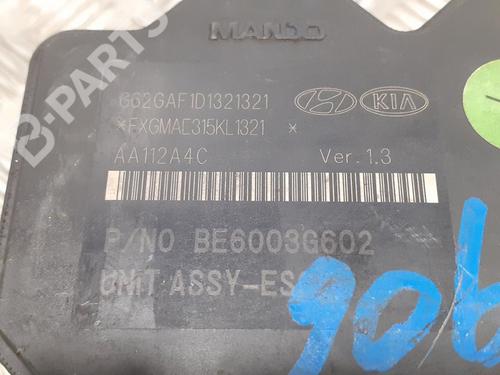 MANDO
G62GAF1D1321321
KIA
*FXGMAE315KL1321 *
AA112A4C Ver. 1.3
P/NO BE6003G602
UNIT ASSY-ES
906
B-PARTS